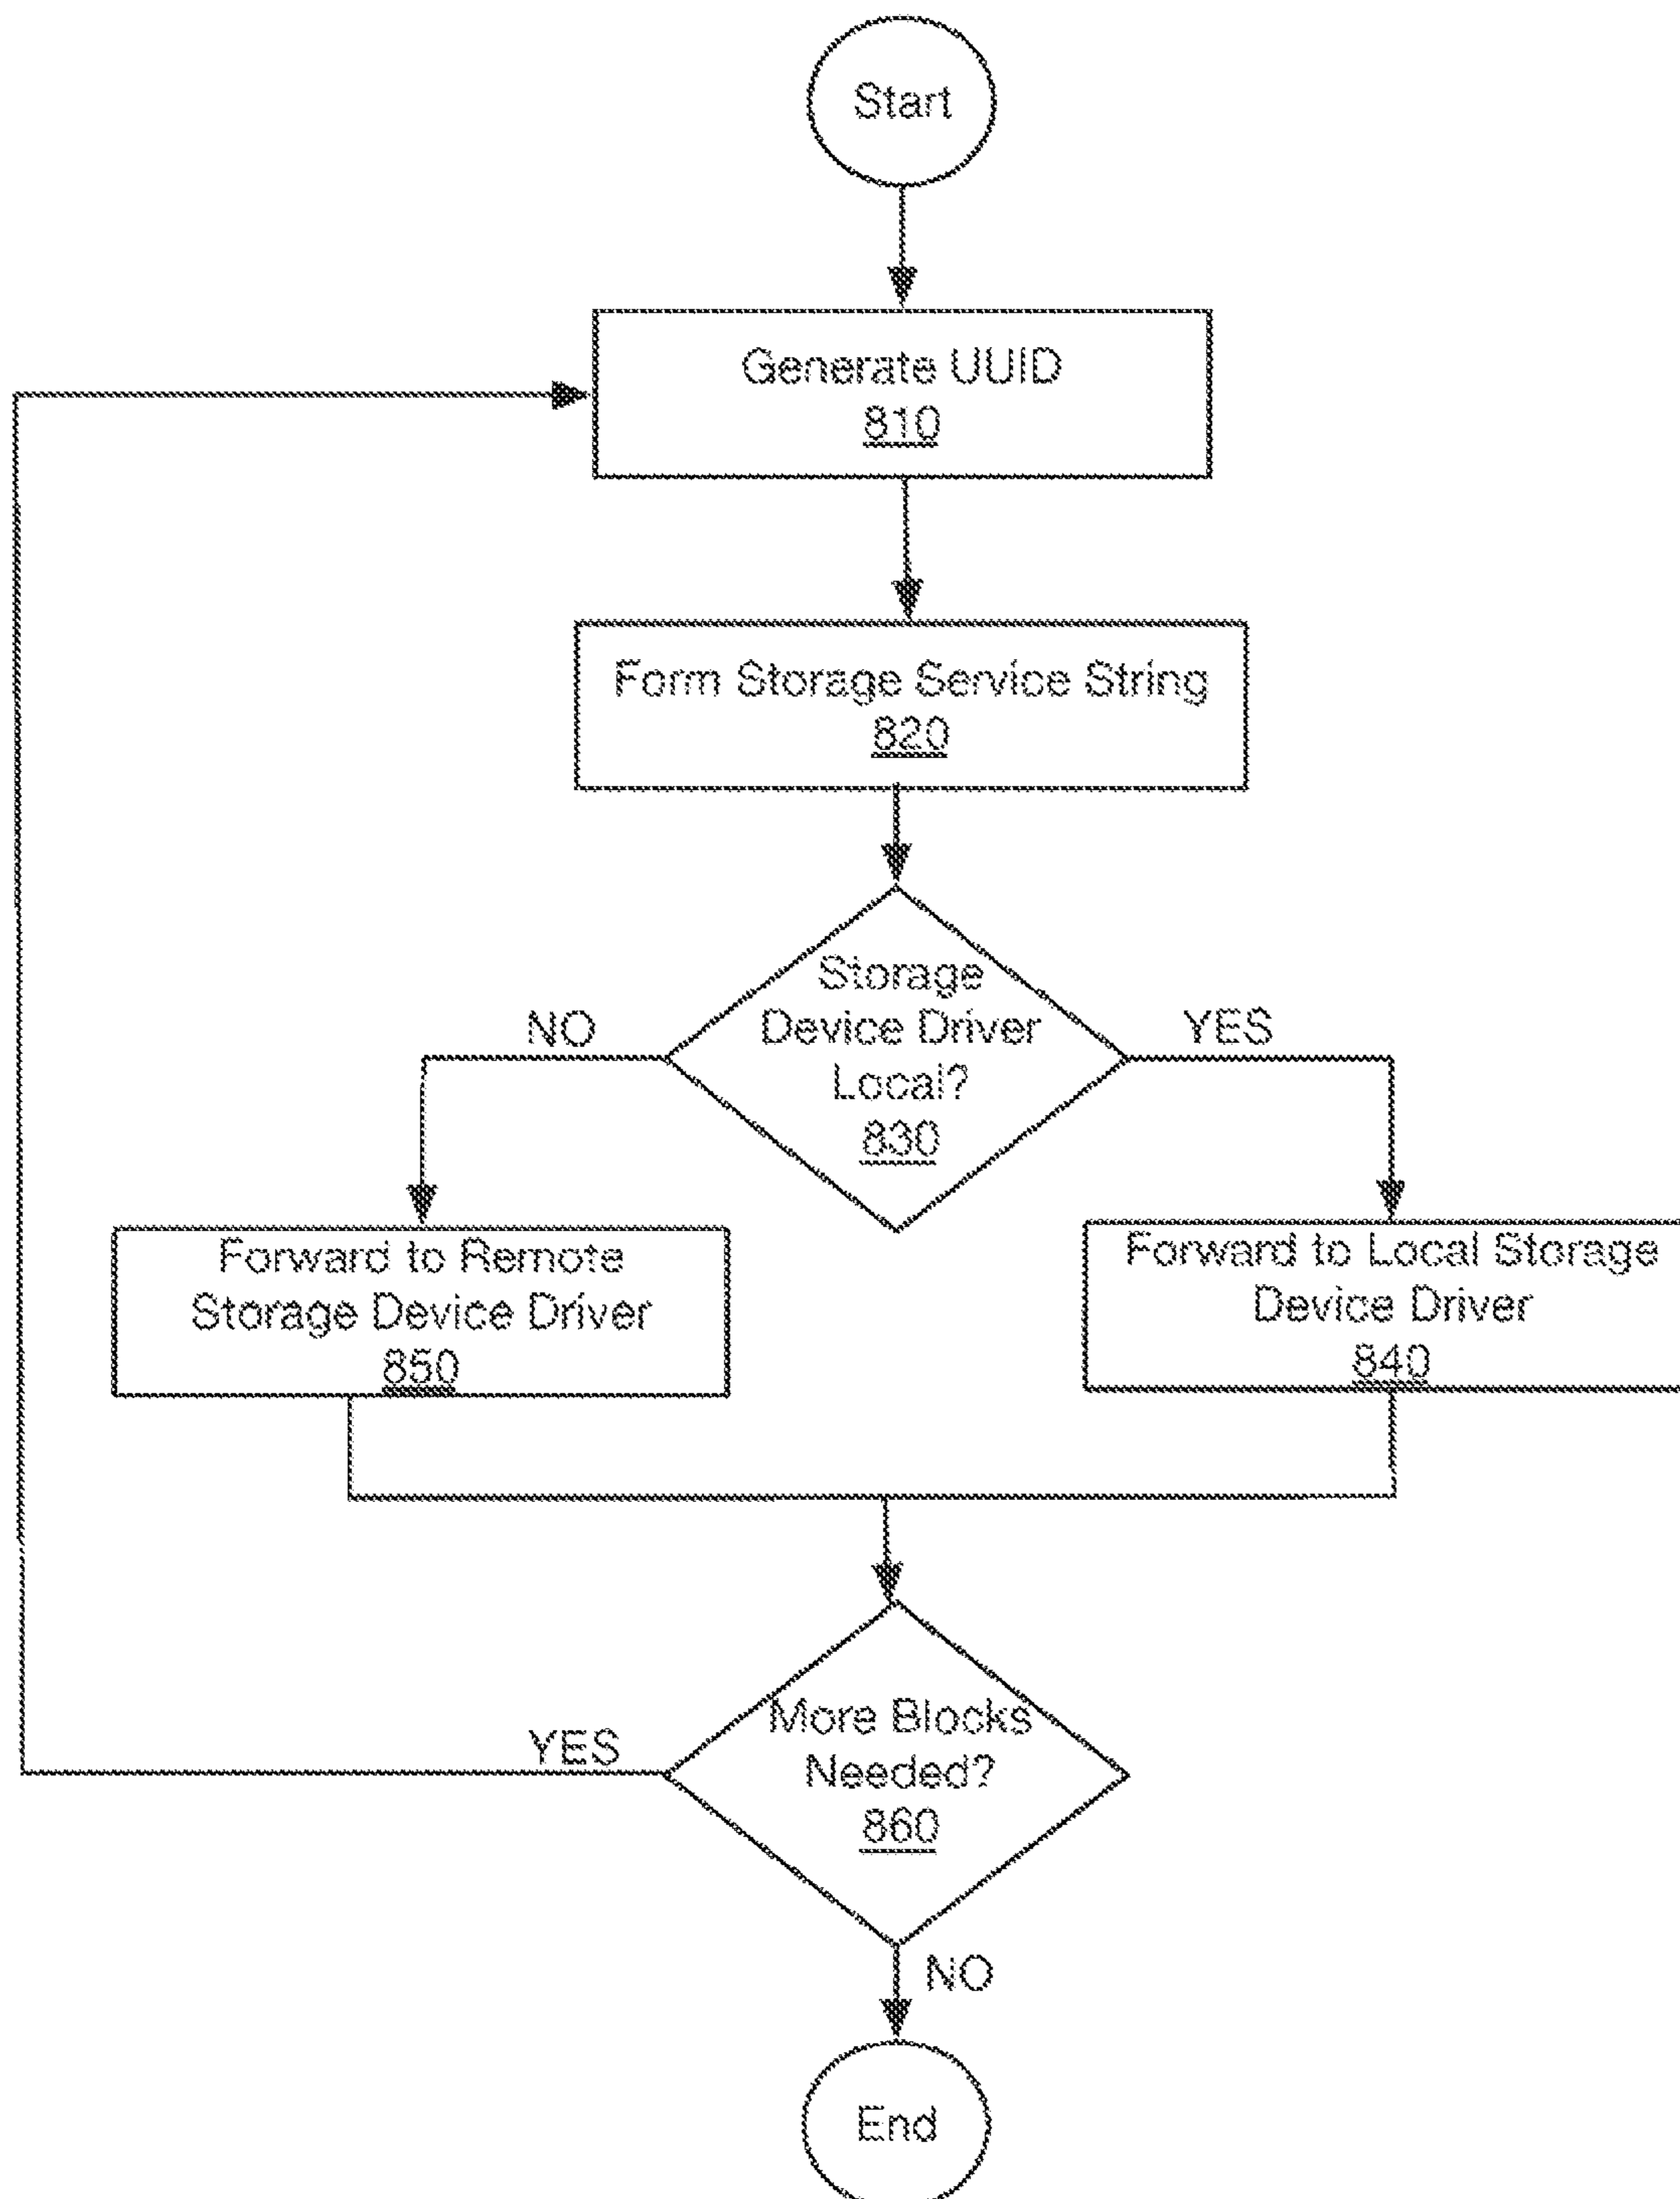 Start
Generate UUID
810
Form Storage Service String
820
Storage
Device Driver
Local?
830
NO
YES
Forward to Remote
Storage Device Driver
850
Forward to Local Storage
Device Driver
840
More Blocks
Needed?
860
YES
NO
End